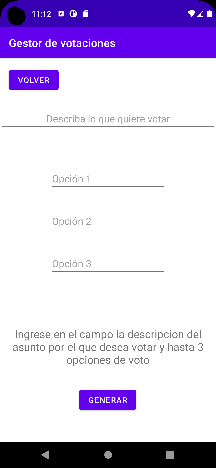 11:12
Gestor de votaciones
VOLVER
Describa lo que quiere votar
Opción 1
Opción 2
Opción 3
Ingrese en el campo la descripcion del
asunto por el que desea votar y hasta 3
opciones de voto
GENERAR